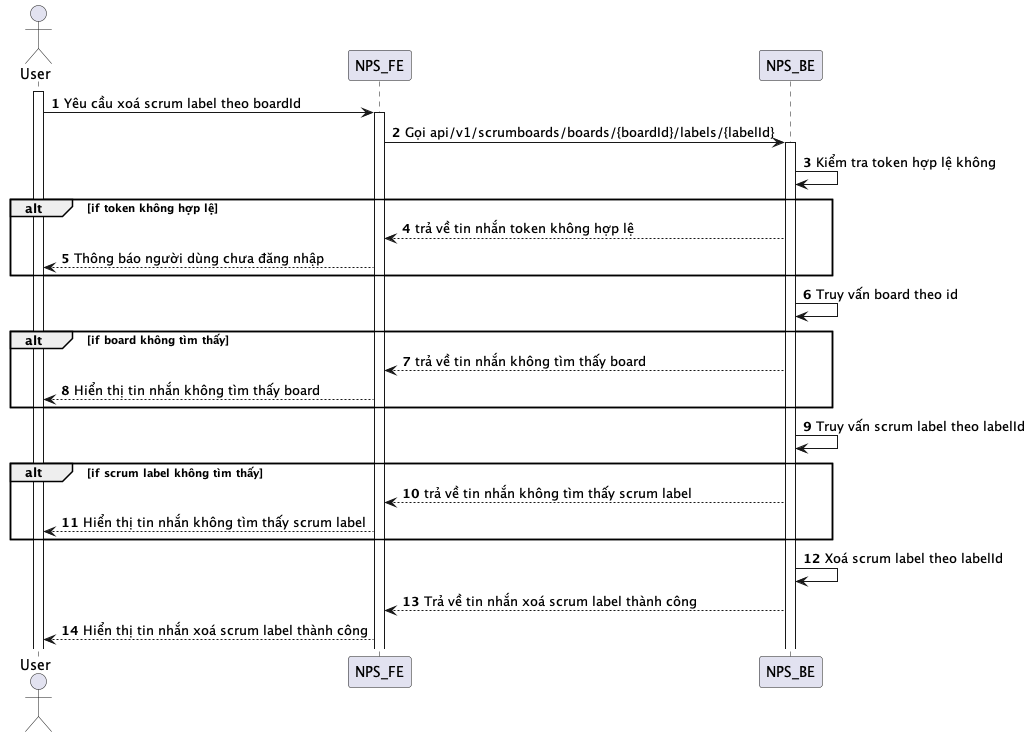 User
NPS_FE
NPS_BE
1 Yêu cầu xoá scrum label theo boardId
2 Gọi api/v1/scrumboards/boards/{boardId}/labels/{labelId}
3 Kiểm tra token hợp lệ không
alt [if token không hợp lệ]
4 trả về tin nhắn token không hợp lệ
5 Thông báo người dùng chưa đăng nhập
6 Truy vấn board theo id
alt [if board không tìm thấy]
7 trả về tin nhắn không tìm thấy board
8 Hiển thị tin nhắn không tìm thấy board
9 Truy vấn scrum label theo labelId
alt [if scrum label không tìm thấy]
10 trả về tin nhắn không tìm thấy scrum label
11 Hiển thị tin nhắn không tìm thấy scrum label
12 Xoá scrum label theo labelId
13 Trả về tin nhắn xoá scrum label thành công
14 Hiển thị tin nhắn xoá scrum label thành công
User
NPS_FE
NPS_BE